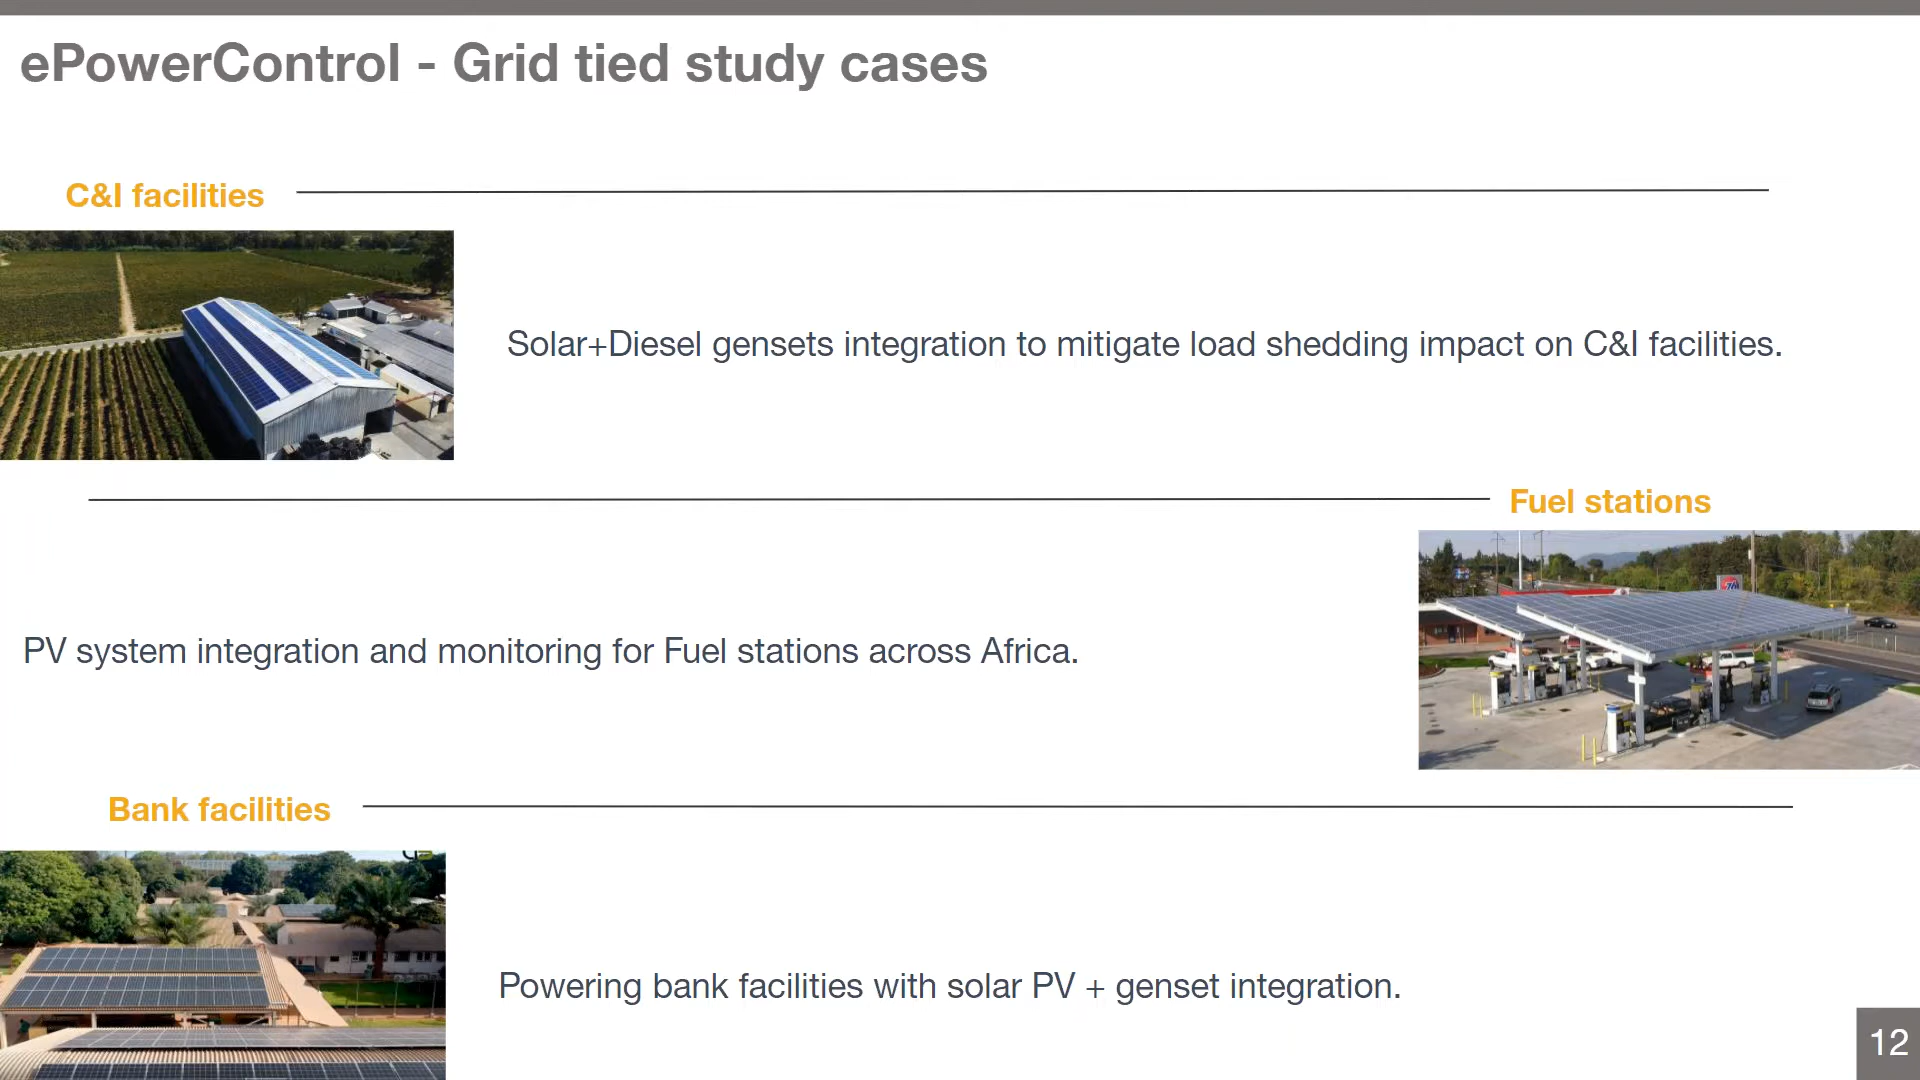 ePowerControl - Grid tied study cases
C&I facilities
Solar+Diesel gensets integration to mitigate load shedding impact on C&I facilities.
Fuel stations
PV system integration and monitoring for Fuel stations across Africa.
Bank facilities
Powering bank facilities with solar PV + genset integration.
12